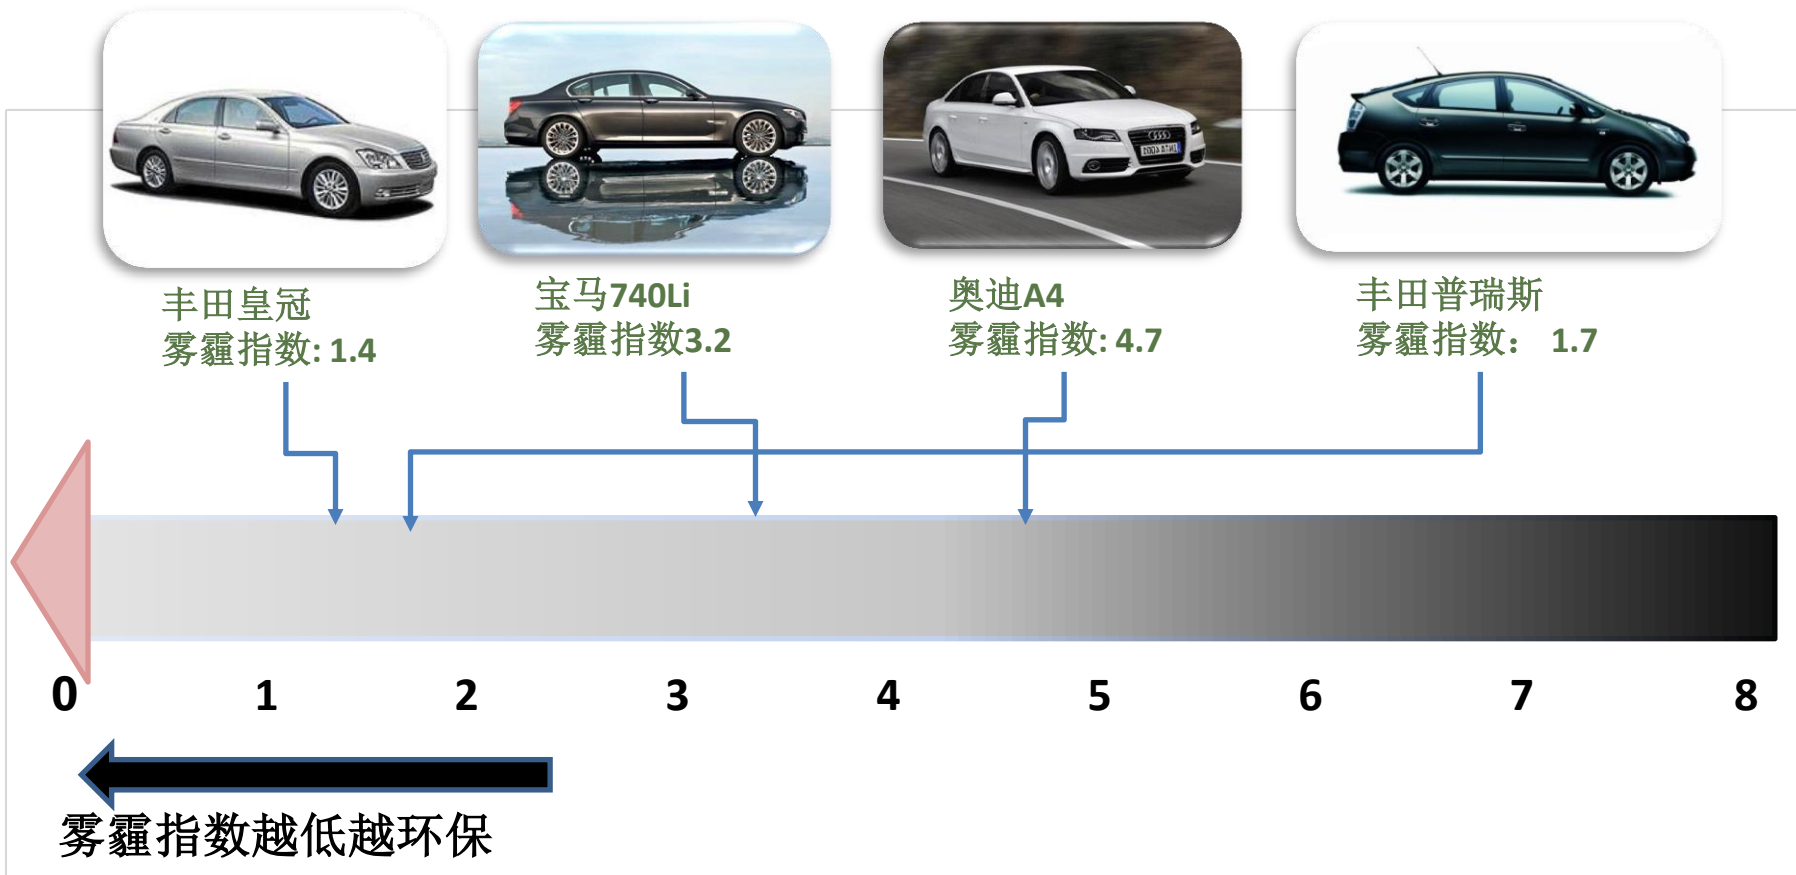 丰田皇冠
雾霾指数: 1.4
宝马740Li
雾霾指数3.2
奥迪A4
雾霾指数: 4.7
丰田普瑞斯
雾霾指数： 1.7
0 1 2 3 4 5 6 7 8
雾霾指数越低越环保